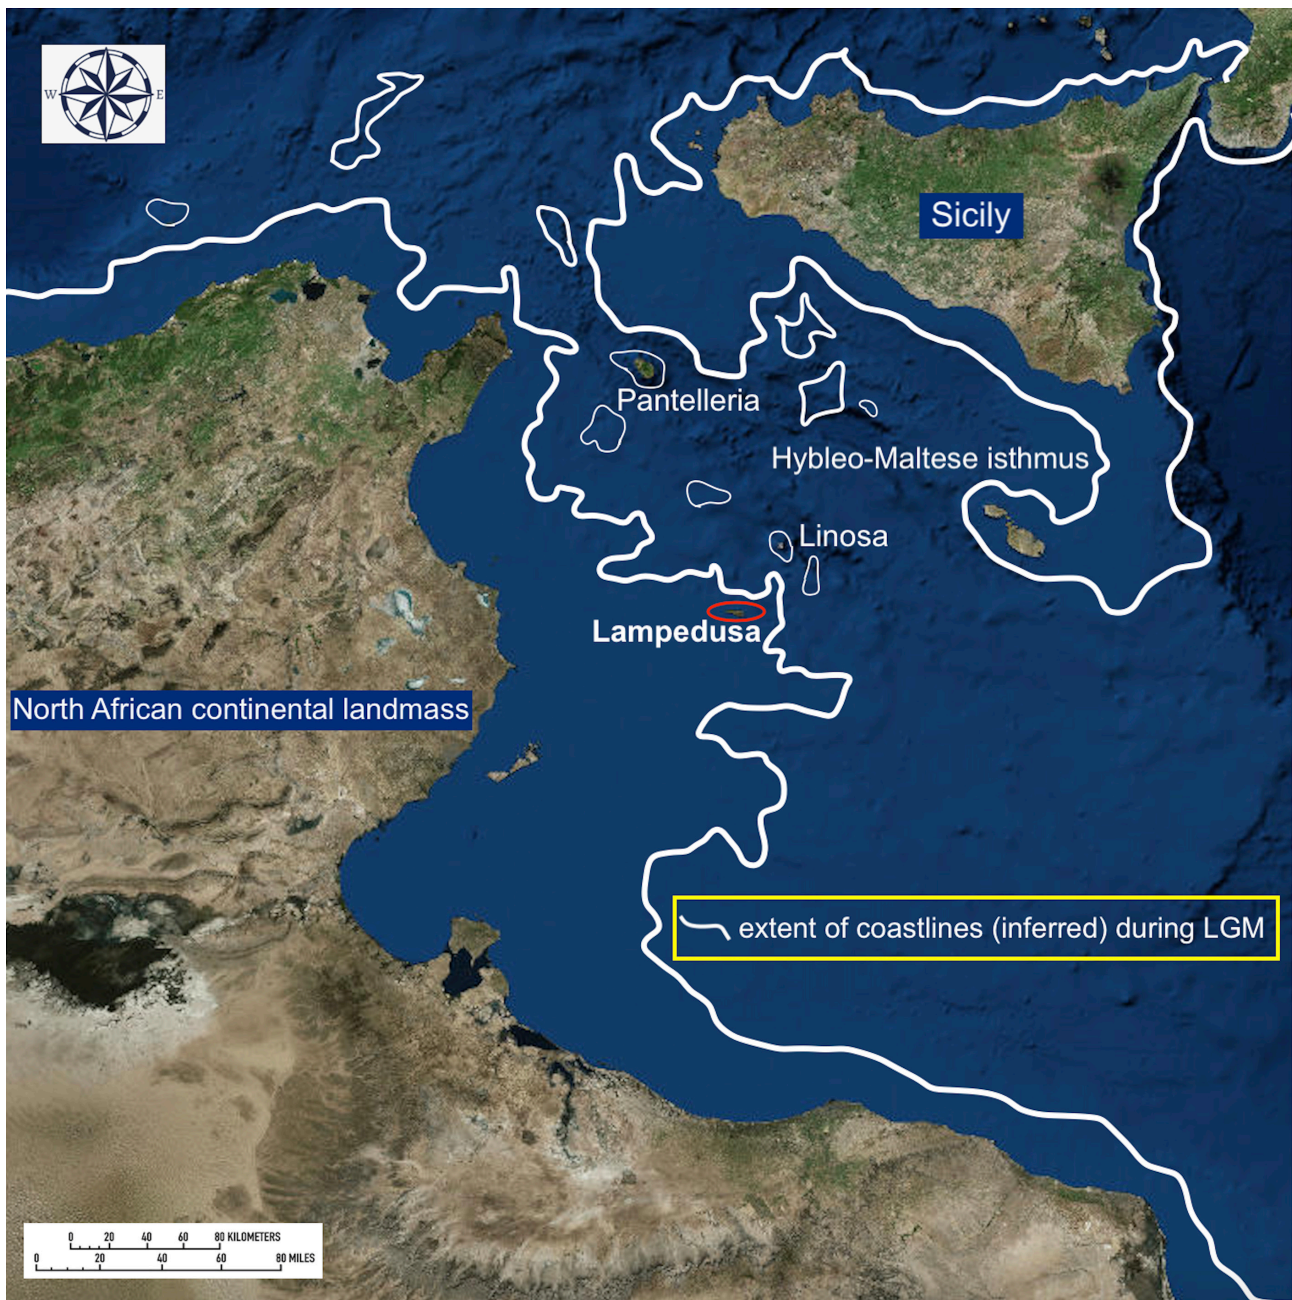 W E
Sicily
Pantelleria
Hybleo-Maltese isthmus
Linosa
Lampedusa
North African continental landmass
extent of coastlines (inferred) during LGM
0 20 40 60 80 KILOMETERS
0 20 40 60 80 MILES